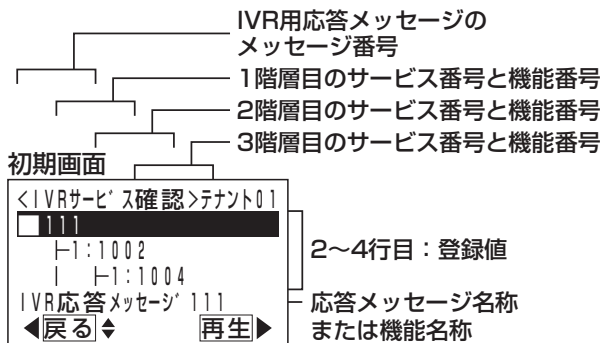 IVR用応答メッセージの
メッセージ番号
1階層目のサービス番号と機能番号
2階層目のサービス番号と機能番号
3階層目のサービス番号と機能番号
初期画面
<IVRサービス確認>テナント01
111
├1:1002
| ├1:1004
IVR応答メッセージ111
◀戻る♦ 再生▶
2〜4行目：登録値
応答メッセージ名称
または機能名称